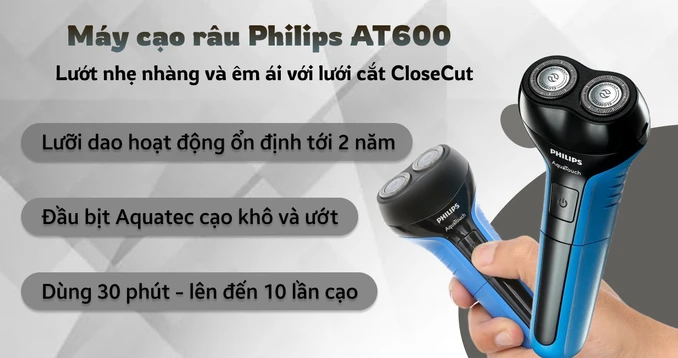 Máy cạo râu Philips AT600
Lướt nhẹ nhàng và êm ái với lưới cắt CloseCut
Lưỡi dao hoạt động ổn định tới 2 năm
Đầu bịt Aquatec cạo khô và ướt
Dùng 30 phút - lên đến 10 lần cạo
PHILIPS
AquaTouch
PHILIPS
AquaTouch